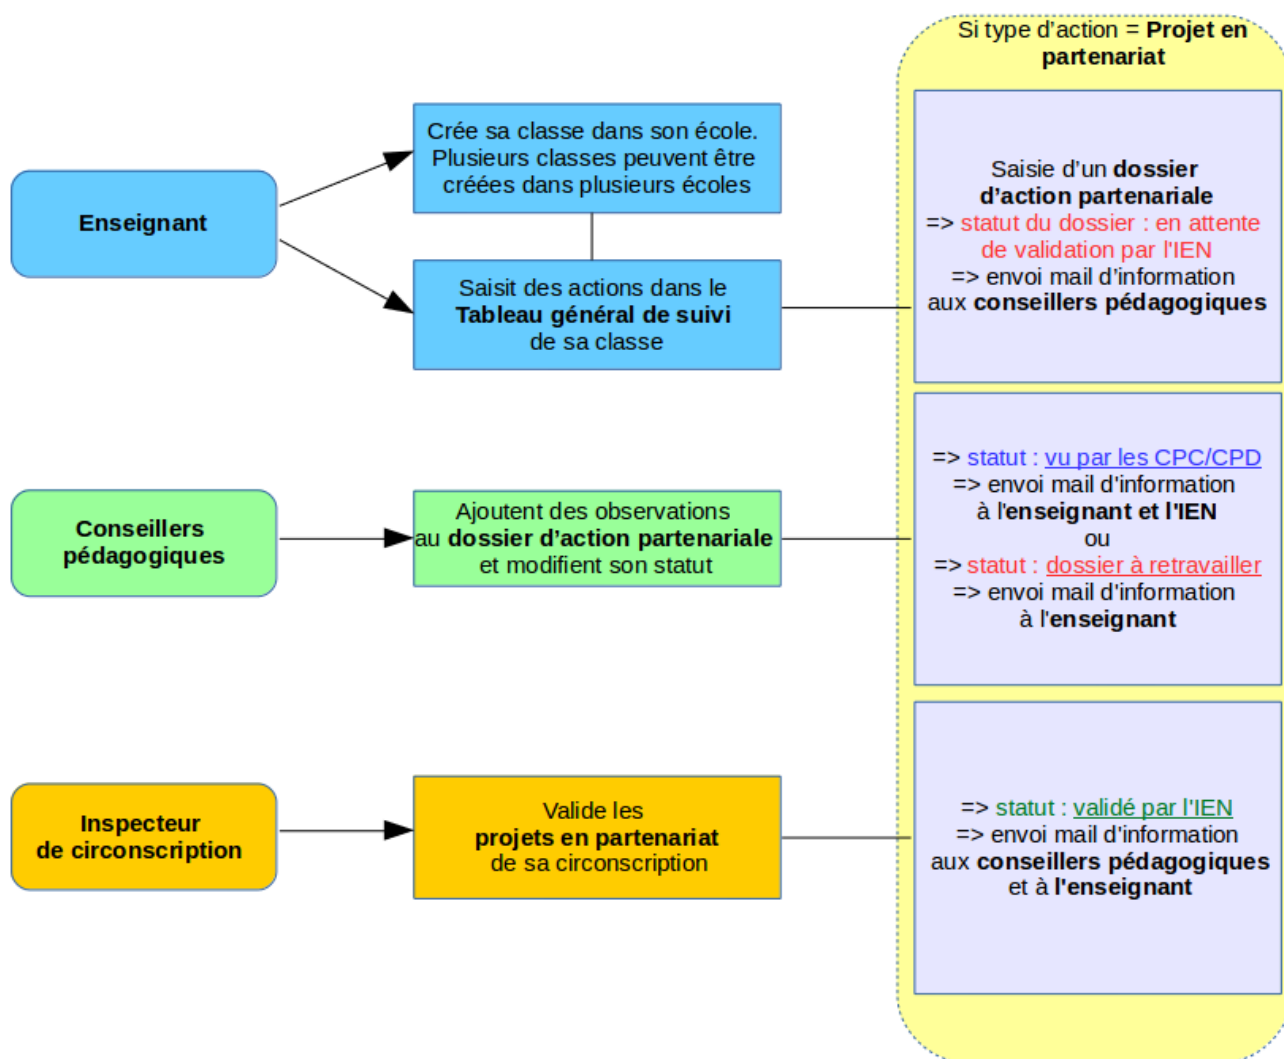 Si type d’action = Projet en
partenariat
Enseignant
Crée sa classe dans son école.
Plusieurs classes peuvent être
créées dans plusieurs écoles
Saisit des actions dans le
Tableau général de suivi
de sa classe
Saisie d’un dossier
d’action partenariale
=> statut du dossier : en attente
de validation par l'IEN
=> envoi mail d’information
aux conseillers pédagogiques
Conseillers
pédagogiques
Ajoutent des observations
au dossier d’action partenariale
et modifient son statut
=> statut : vu par les CPC/CPD
=> envoi mail d'information
à l'enseignant et l'IEN
ou
=> statut : dossier à retravailler
=> envoi mail d'information
à l'enseignant
Inspecteur
de circonscription
Valide les
projets en partenariat
de sa circonscription
=> statut : validé par l'IEN
=> envoi mail d'information
aux conseillers pédagogiques
et à l'enseignant